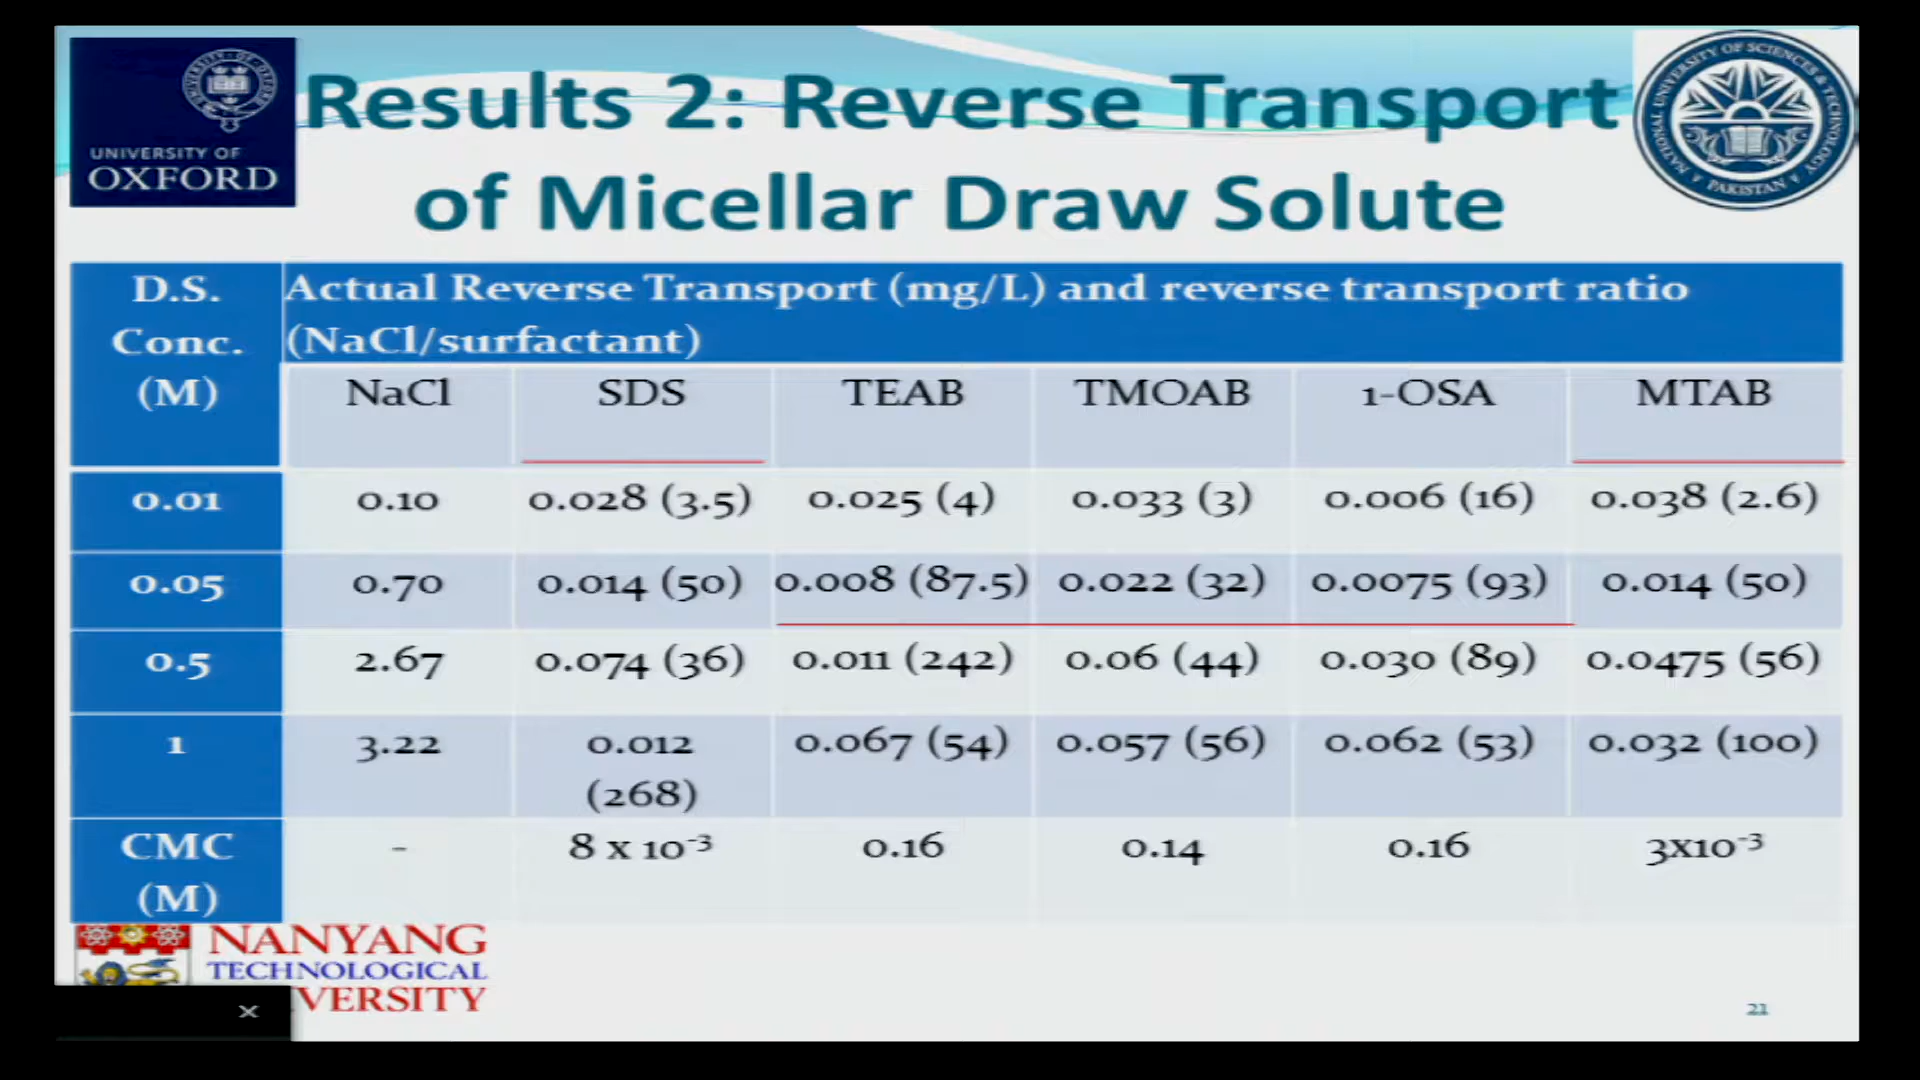 UNIVERSITY OF
OXFORD
Results 2: Reverse Transport
of Micellar Draw Solute
NATIONAL UNIVERSITY OF SCIENCES & TECHNOLOGY
PAKISTAN
D.S. Conc. (M)
Actual Reverse Transport (mg/L) and reverse transport ratio
(NaCl/surfactant)
NaCl SDS TEAB TMOAB 1-OSA MTAB
0.01 0.10 0.028 (3.5) 0.025 (4) 0.033 (3) 0.006 (16) 0.038 (2.6)
0.05 0.70 0.014 (50) 0.008 (87.5) 0.022 (32) 0.0075 (93) 0.014 (50)
0.5 2.67 0.074 (36) 0.011 (242) 0.06 (44) 0.030 (89) 0.0475 (56)
1 3.22 0.012 (268) 0.067 (54) 0.057 (56) 0.062 (53) 0.032 (100)
CMC (M) - 8 x 10⁻³ 0.16 0.14 0.16 3x10⁻³
NANYANG
TECHNOLOGICAL
VERSITY
21